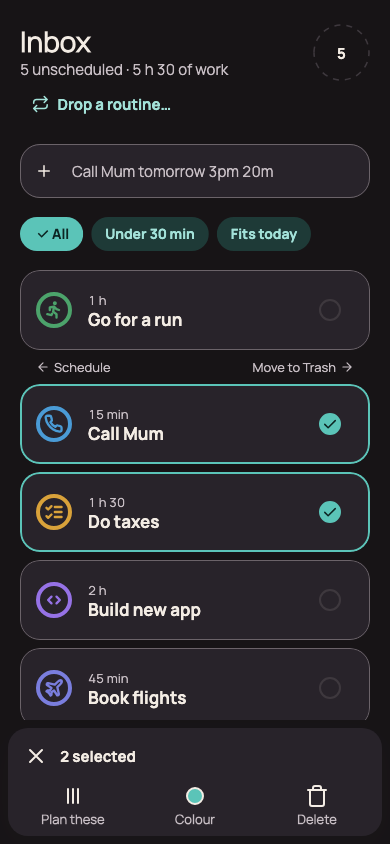 Inbox
5 unscheduled · 5 h 30 of work
5
Drop a routine...
Call Mum tomorrow 3pm 20m
All
Under 30 min
Fits today
1 h
Go for a run
Schedule
Move to Trash
15 min
Call Mum
1 h 30
Do taxes
2 h
Build new app
45 min
Book flights
2 selected
Plan these
Colour
Delete